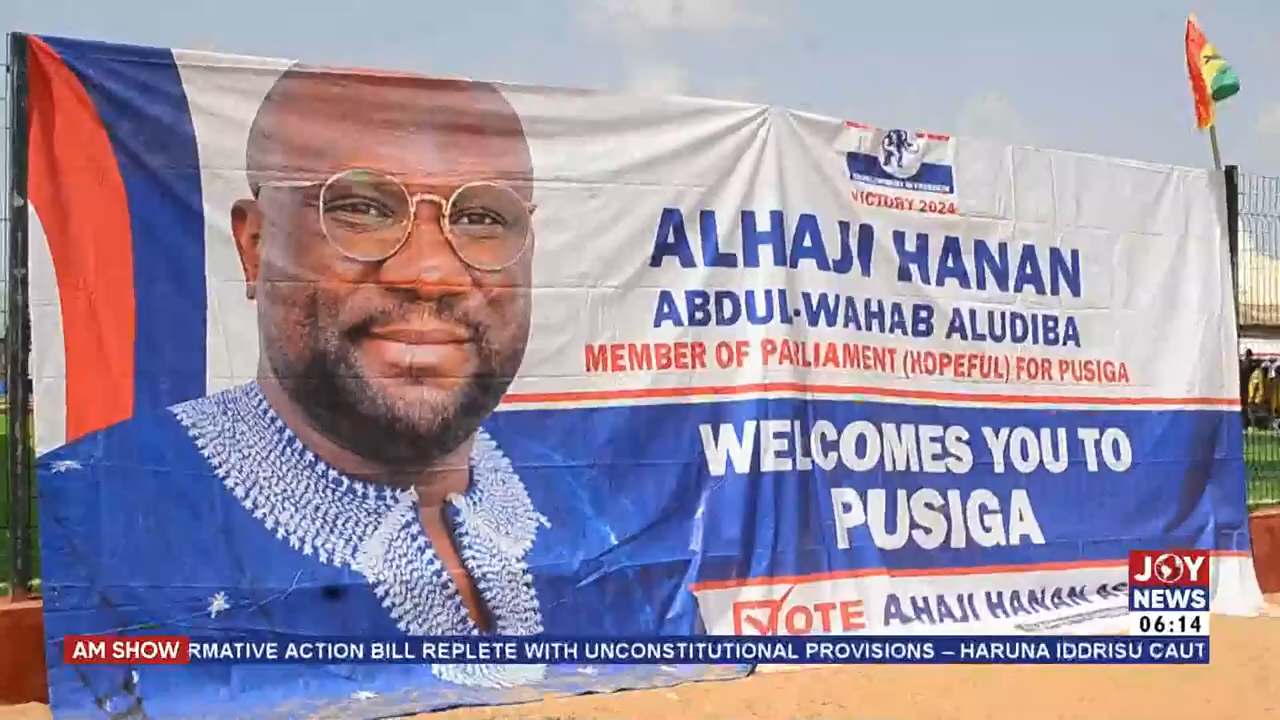 VICTORY 2024
ALHAJI HANAN
ABDUL-WAHAB ALUDIBA
MEMBER OF PARLIAMENT (HOPEFUL) FOR PUSIGA
WELCOMES YOU TO
PUSIGA
VOTE ALHAJI HANAN
JOY
NEWS
06:14
AM SHOW RMATIVE ACTION BILL REPLETE WITH UNCONSTITUTIONAL PROVISIONS – HARUNA IDDRISU CAUT